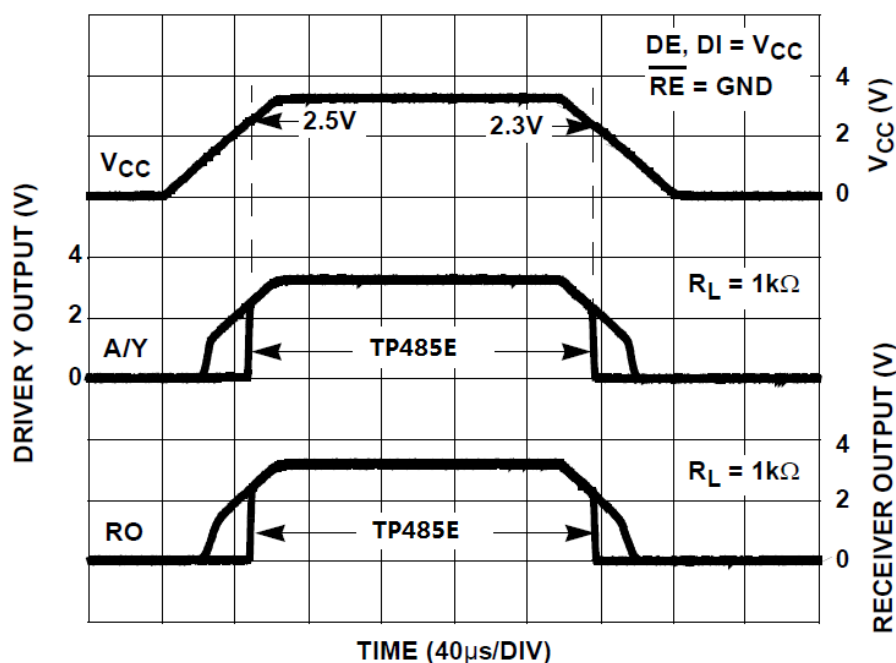 DE, DI = VCC
RE = GND
4
2
0
VCC (V)
2.5V
2.3V
VCC
DRIVER Y OUTPUT (V)
4
2
0
A/Y
RL = 1kΩ
TP485E
RECEIVER OUTPUT (V)
4
2
0
RL = 1kΩ
RO
TP485E
TIME (40µs/DIV)